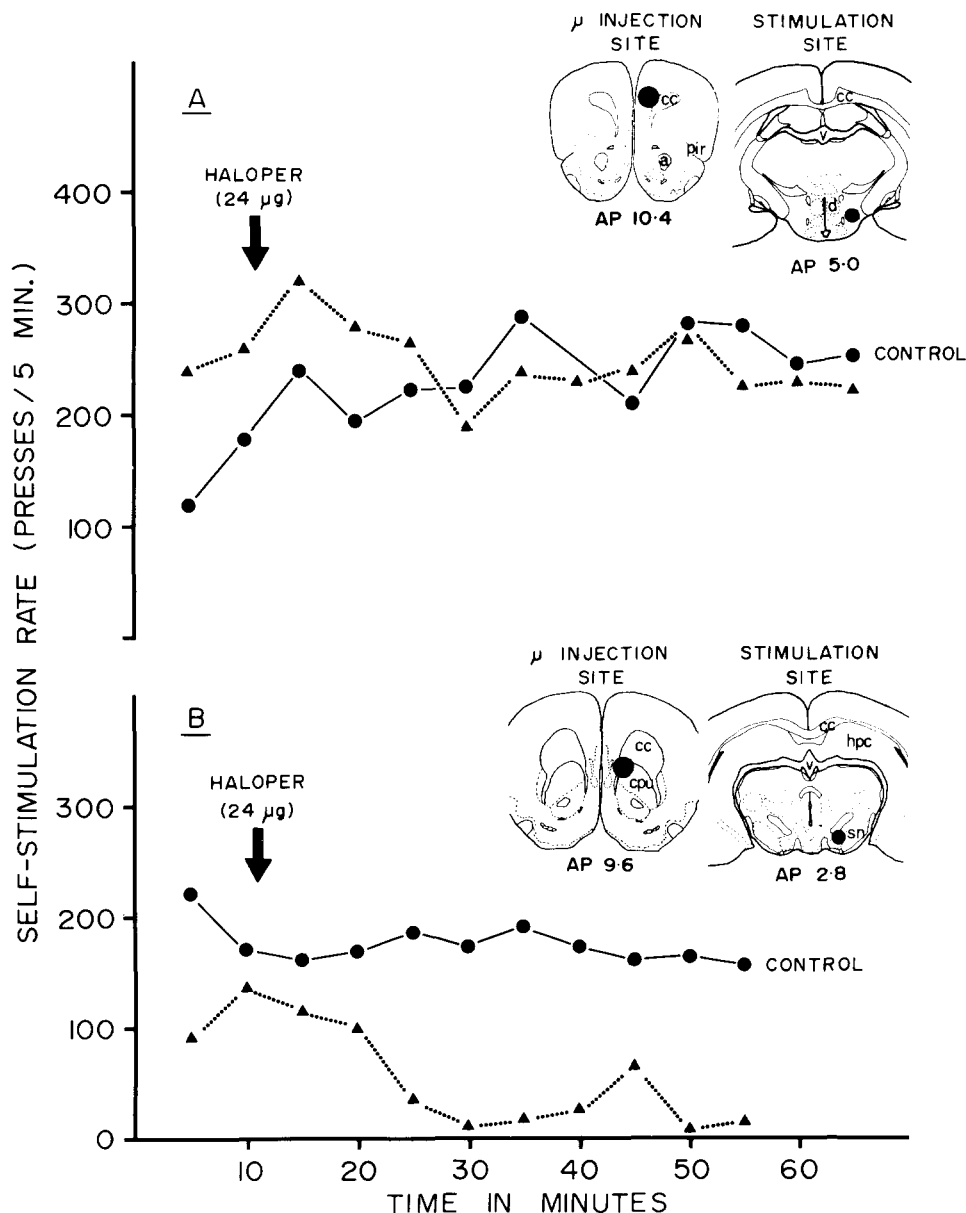 SELF-STIMULATION RATE (PRESSES / 5 MIN.)
A
μ INJECTION
SITE
STIMULATION
SITE
cc
pir
a
AP 10·4
cc
v
d
AP 5·0
HALOPER
(24 μg)
400
300
200
100
CONTROL
B
μ INJECTION
SITE
STIMULATION
SITE
cc
cpu
AP 9·6
cc
hpc
v
sn
AP 2·8
HALOPER
(24 μg)
300
200
100
0
CONTROL
10
20
30
40
50
60
TIME IN MINUTES